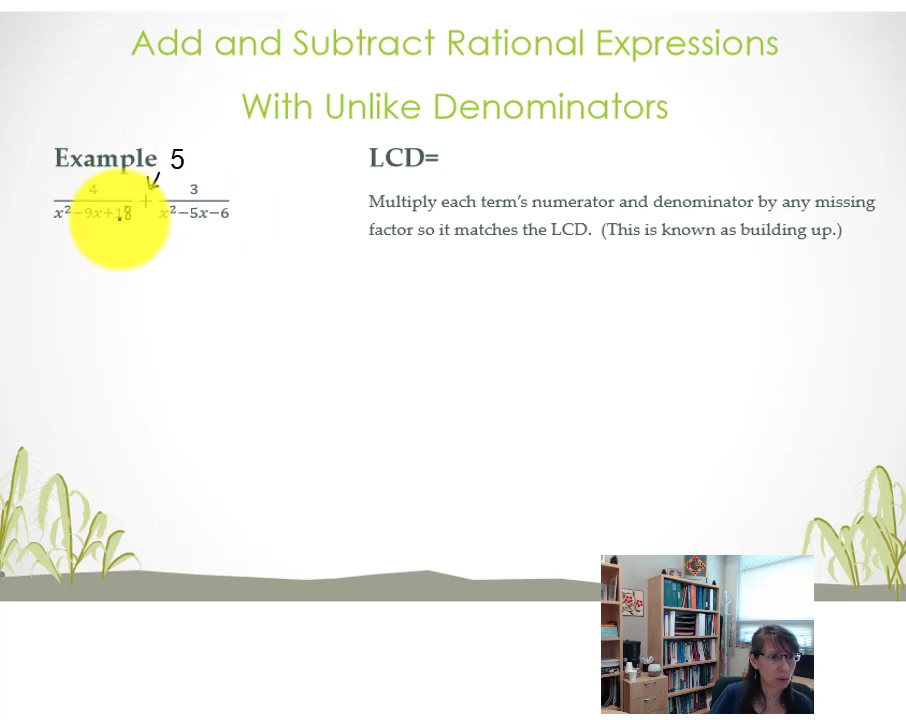 Add and Subtract Rational Expressions
With Unlike Denominators
Example 5
4/(x²−9x+18) + 3/(x²−5x−6)
LCD=
Multiply each term's numerator and denominator by any missing
factor so it matches the LCD. (This is known as building up.)